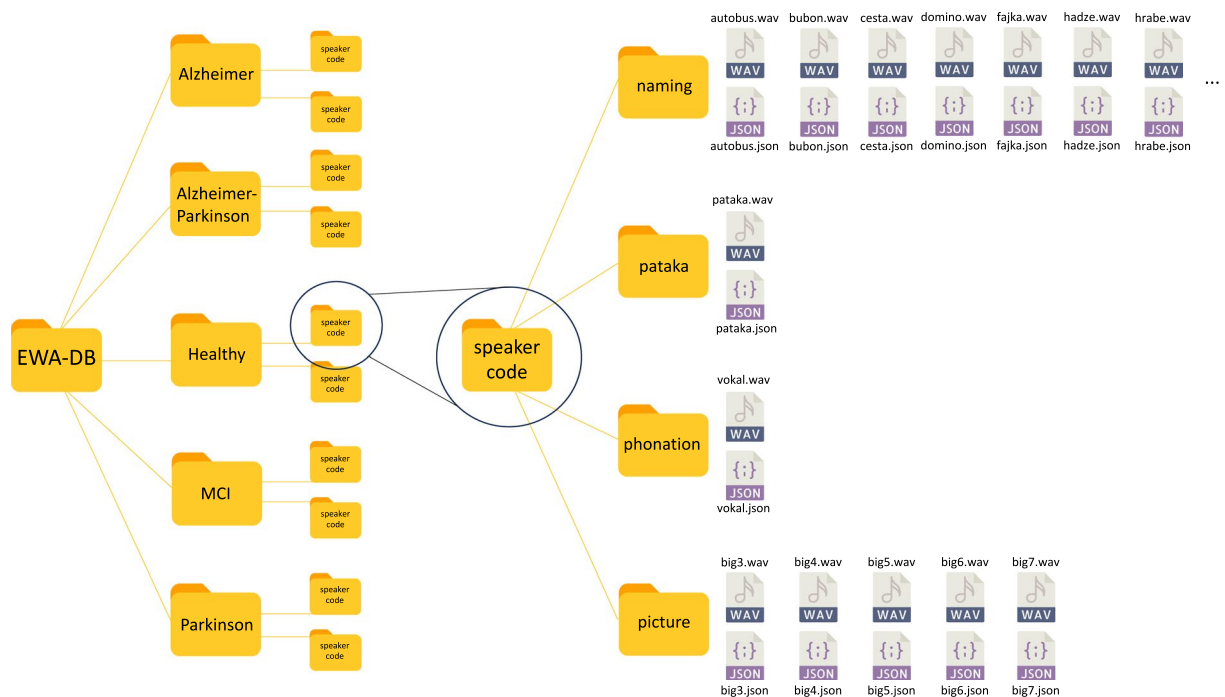 EWA-DB
Alzheimer
speaker
code
speaker
code
Alzheimer-
Parkinson
speaker
code
speaker
code
Healthy
speaker
code
speaker
code
MCI
speaker
code
speaker
code
Parkinson
speaker
code
speaker
code
speaker
code
naming
autobus.wav bubon.wav cesta.wav domino.wav fajka.wav hadze.wav hrabe.wav
WAV WAV WAV WAV WAV WAV WAV
...
{;} {;} {;} {;} {;} {;} {;}
JSON JSON JSON JSON JSON JSON JSON
autobus.json bubon.json cesta.json domino.json fajka.json hadze.json hrabe.json
pataka
pataka.wav
WAV
{;}
JSON
pataka.json
phonation
vokal.wav
WAV
{;}
JSON
vokal.json
picture
big3.wav big4.wav big5.wav big6.wav big7.wav
WAV WAV WAV WAV WAV
{;} {;} {;} {;} {;}
JSON JSON JSON JSON JSON
big3.json big4.json big5.json big6.json big7.json